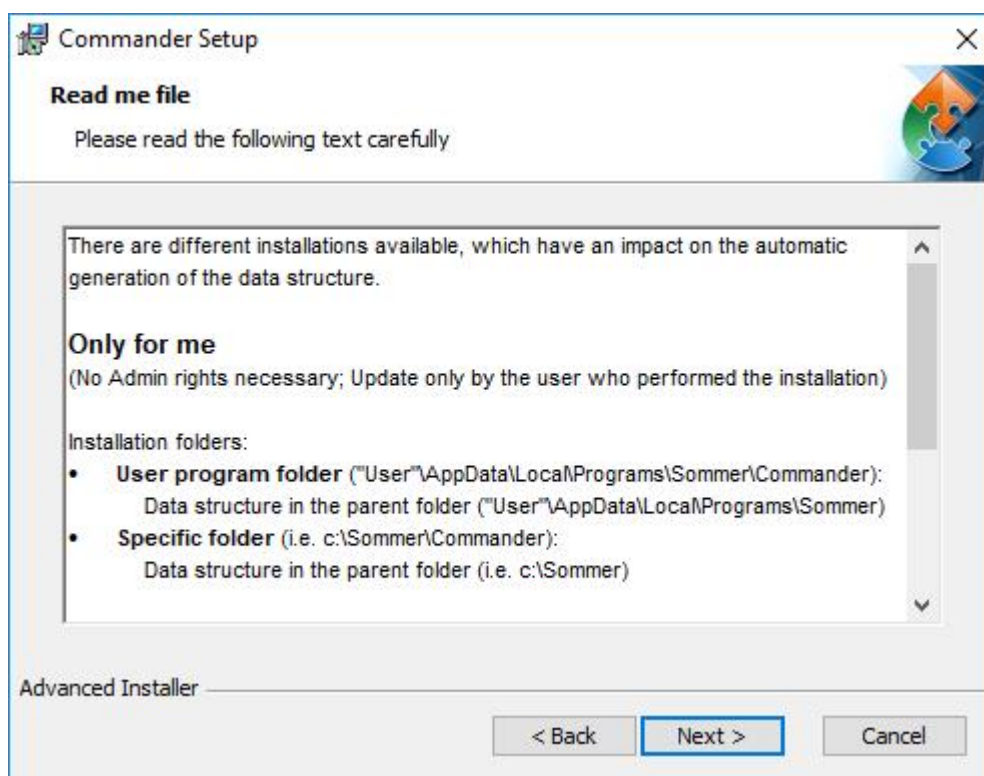 Commander Setup
Read me file
Please read the following text carefully
There are different installations available, which have an impact on the automatic
generation of the data structure.
Only for me
(No Admin rights necessary; Update only by the user who performed the installation)
Installation folders:
• User program folder ("User"\AppData\Local\Programs\Sommer\Commander):
Data structure in the parent folder ("User"\AppData\Local\Programs\Sommer)
• Specific folder (i.e. c:\Sommer\Commander):
Data structure in the parent folder (i.e. c:\Sommer)
Advanced Installer
< Back Next > Cancel